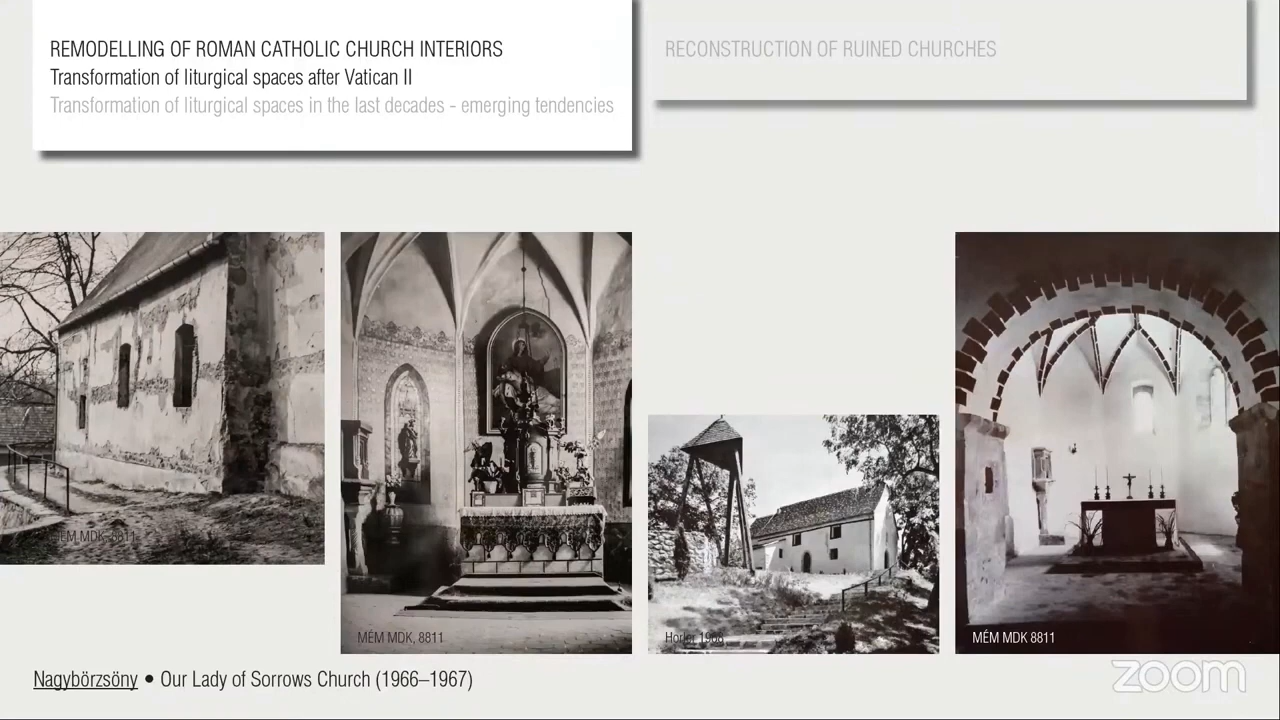 REMODELLING OF ROMAN CATHOLIC CHURCH INTERIORS
Transformation of liturgical spaces after Vatican II
Transformation of liturgical spaces in the last decades - emerging tendencies
RECONSTRUCTION OF RUINED CHURCHES
MÉM MDK, 8811
MÉM MDK, 8811
Horler 1986
MÉM MDK 8811
Nagybörzsöny • Our Lady of Sorrows Church (1966–1967)
zoom